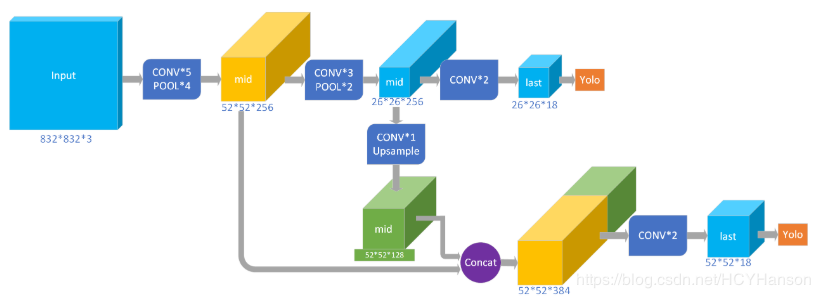 Input
832*832*3
CONV*5
POOL*4
mid
52*52*256
CONV*3
POOL*2
mid
26*26*256
CONV*2
last
26*26*18
Yolo
CONV*1
Upsample
mid
52*52*128
Concat
52*52*384
CONV*2
last
52*52*18
Yolo
https://blog.csdn.net/HCYHanson